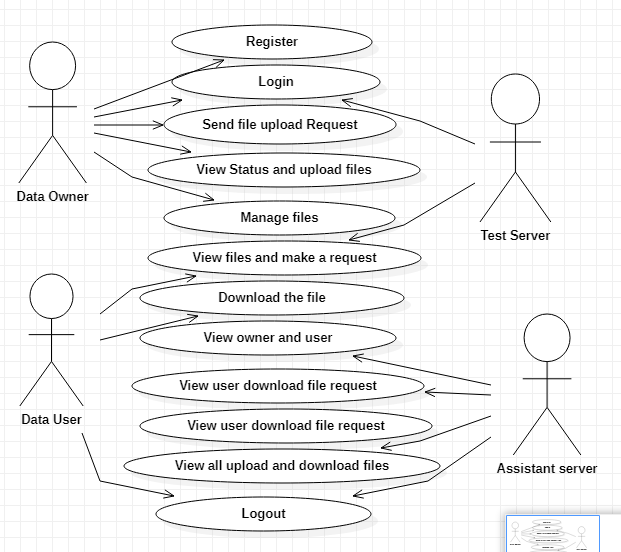 Register
Login
Send file upload Request
View Status and upload files
Data Owner
Manage files
Test Server
View files and make a request
Download the file
View owner and user
View user download file request
Data User
View user download file request
View all upload and download files
Assistant server
Logout